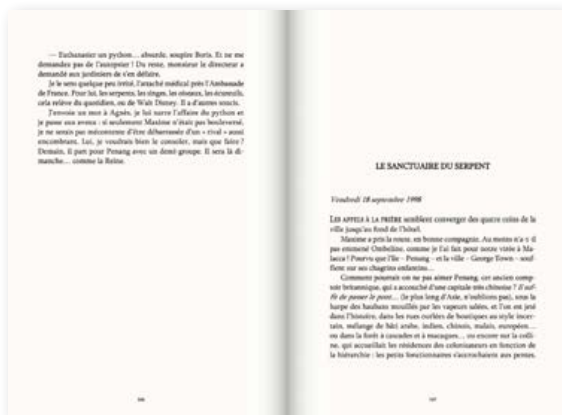 — Euthanasier un python… absurde, soupire Boris. Et ne me
demandez pas de l'autopsier ! Du reste, monsieur le directeur a
demandé aux jardiniers de s'en défaire.
Je le sens quelque peu irrité, l'attaché médical près l'Ambassade
de France. Pour lui, les serpents, les singes, les oiseaux, les écureuils,
cela relève du quotidien, ou de Walt Disney. Il a d'autres soucis.
J'envoie un mot à Agnès, je lui narre l'affaire du python et
je passe aux aveux : si seulement Maxime n'était pas bouleversé,
je ne serais pas mécontente d'être débarrassée d'un « rival » aussi
encombrant. Lui, je voudrais bien le consoler, mais que faire ?
Demain, il part pour Penang avec un demi-groupe. Il sera là di-
manche… comme la Reine.
LE SANCTUAIRE DU SERPENT
Vendredi 18 septembre 1998
LES APPELS À LA PRIÈRE semblent converger des quatre coins de la
ville jusqu'au fond de l'hôtel.
Maxime a pris la route, en bonne compagnie. Au moins n'a-t-il
pas emmené Ombeline, comme je l'ai fait pour notre virée à Ma-
lacca ! Pourvu que l'île – Penang – et la ville – George Town – souf-
flent sur ses chagrins enfantins…
Comment pourrait-on ne pas aimer Penang, cet ancien comp-
toir britannique, qui a accouché d'une capitale très chinoise ? Il suf-
fit de passer le pont… (le plus long d'Asie, n'oublions pas), sous la
harpe des haubans mouillés par les vapeurs salées, et l'on est jeté
dans l'histoire, dans les rues ourlées de boutiques au style incer-
tain, mélange de bâti arabe, indien, chinois, malais, européen…
ou dans la forêt à cascades et à macaques… ou encore sur la colli-
ne, qui accueillait les résidences des colonisateurs en fonction de
la hiérarchie : les petits fonctionnaires s'accrochaient aux pentes,